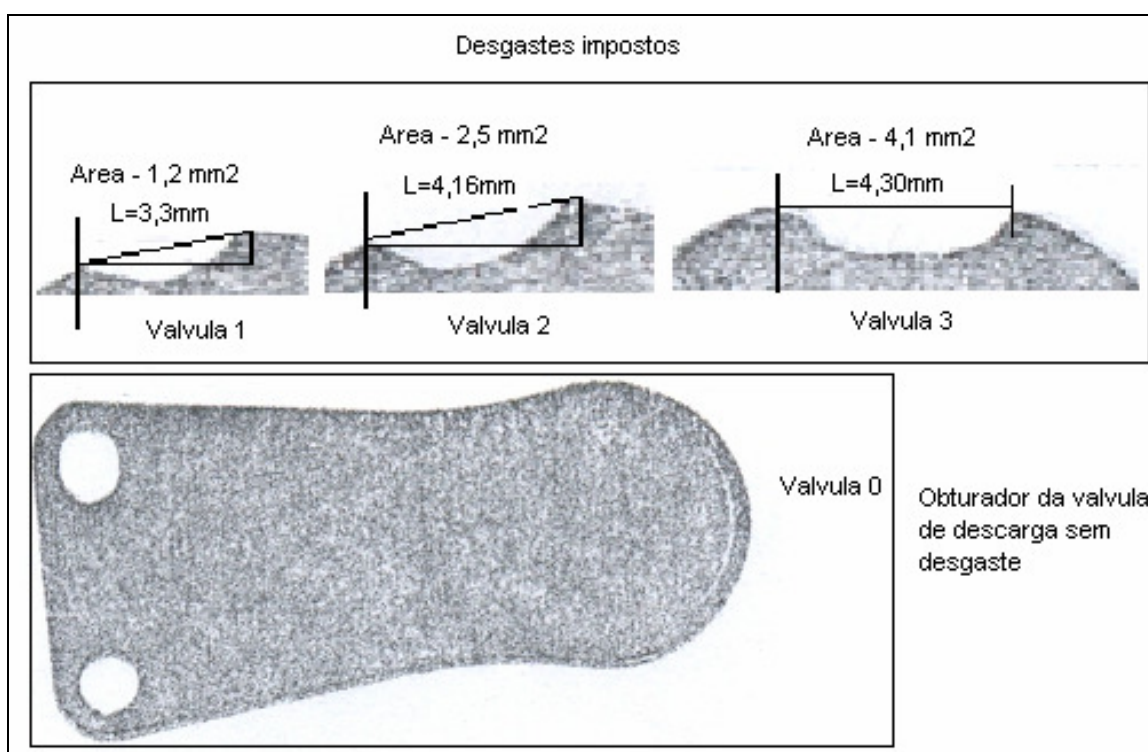 Desgastes impostos
Area - 1,2 mm2
L=3,3mm
Valvula 1
Area - 2,5 mm2
L=4,16mm
Valvula 2
Area - 4,1 mm2
L=4,30mm
Valvula 3
Valvula 0
Obturador da valvula
de descarga sem
desgaste